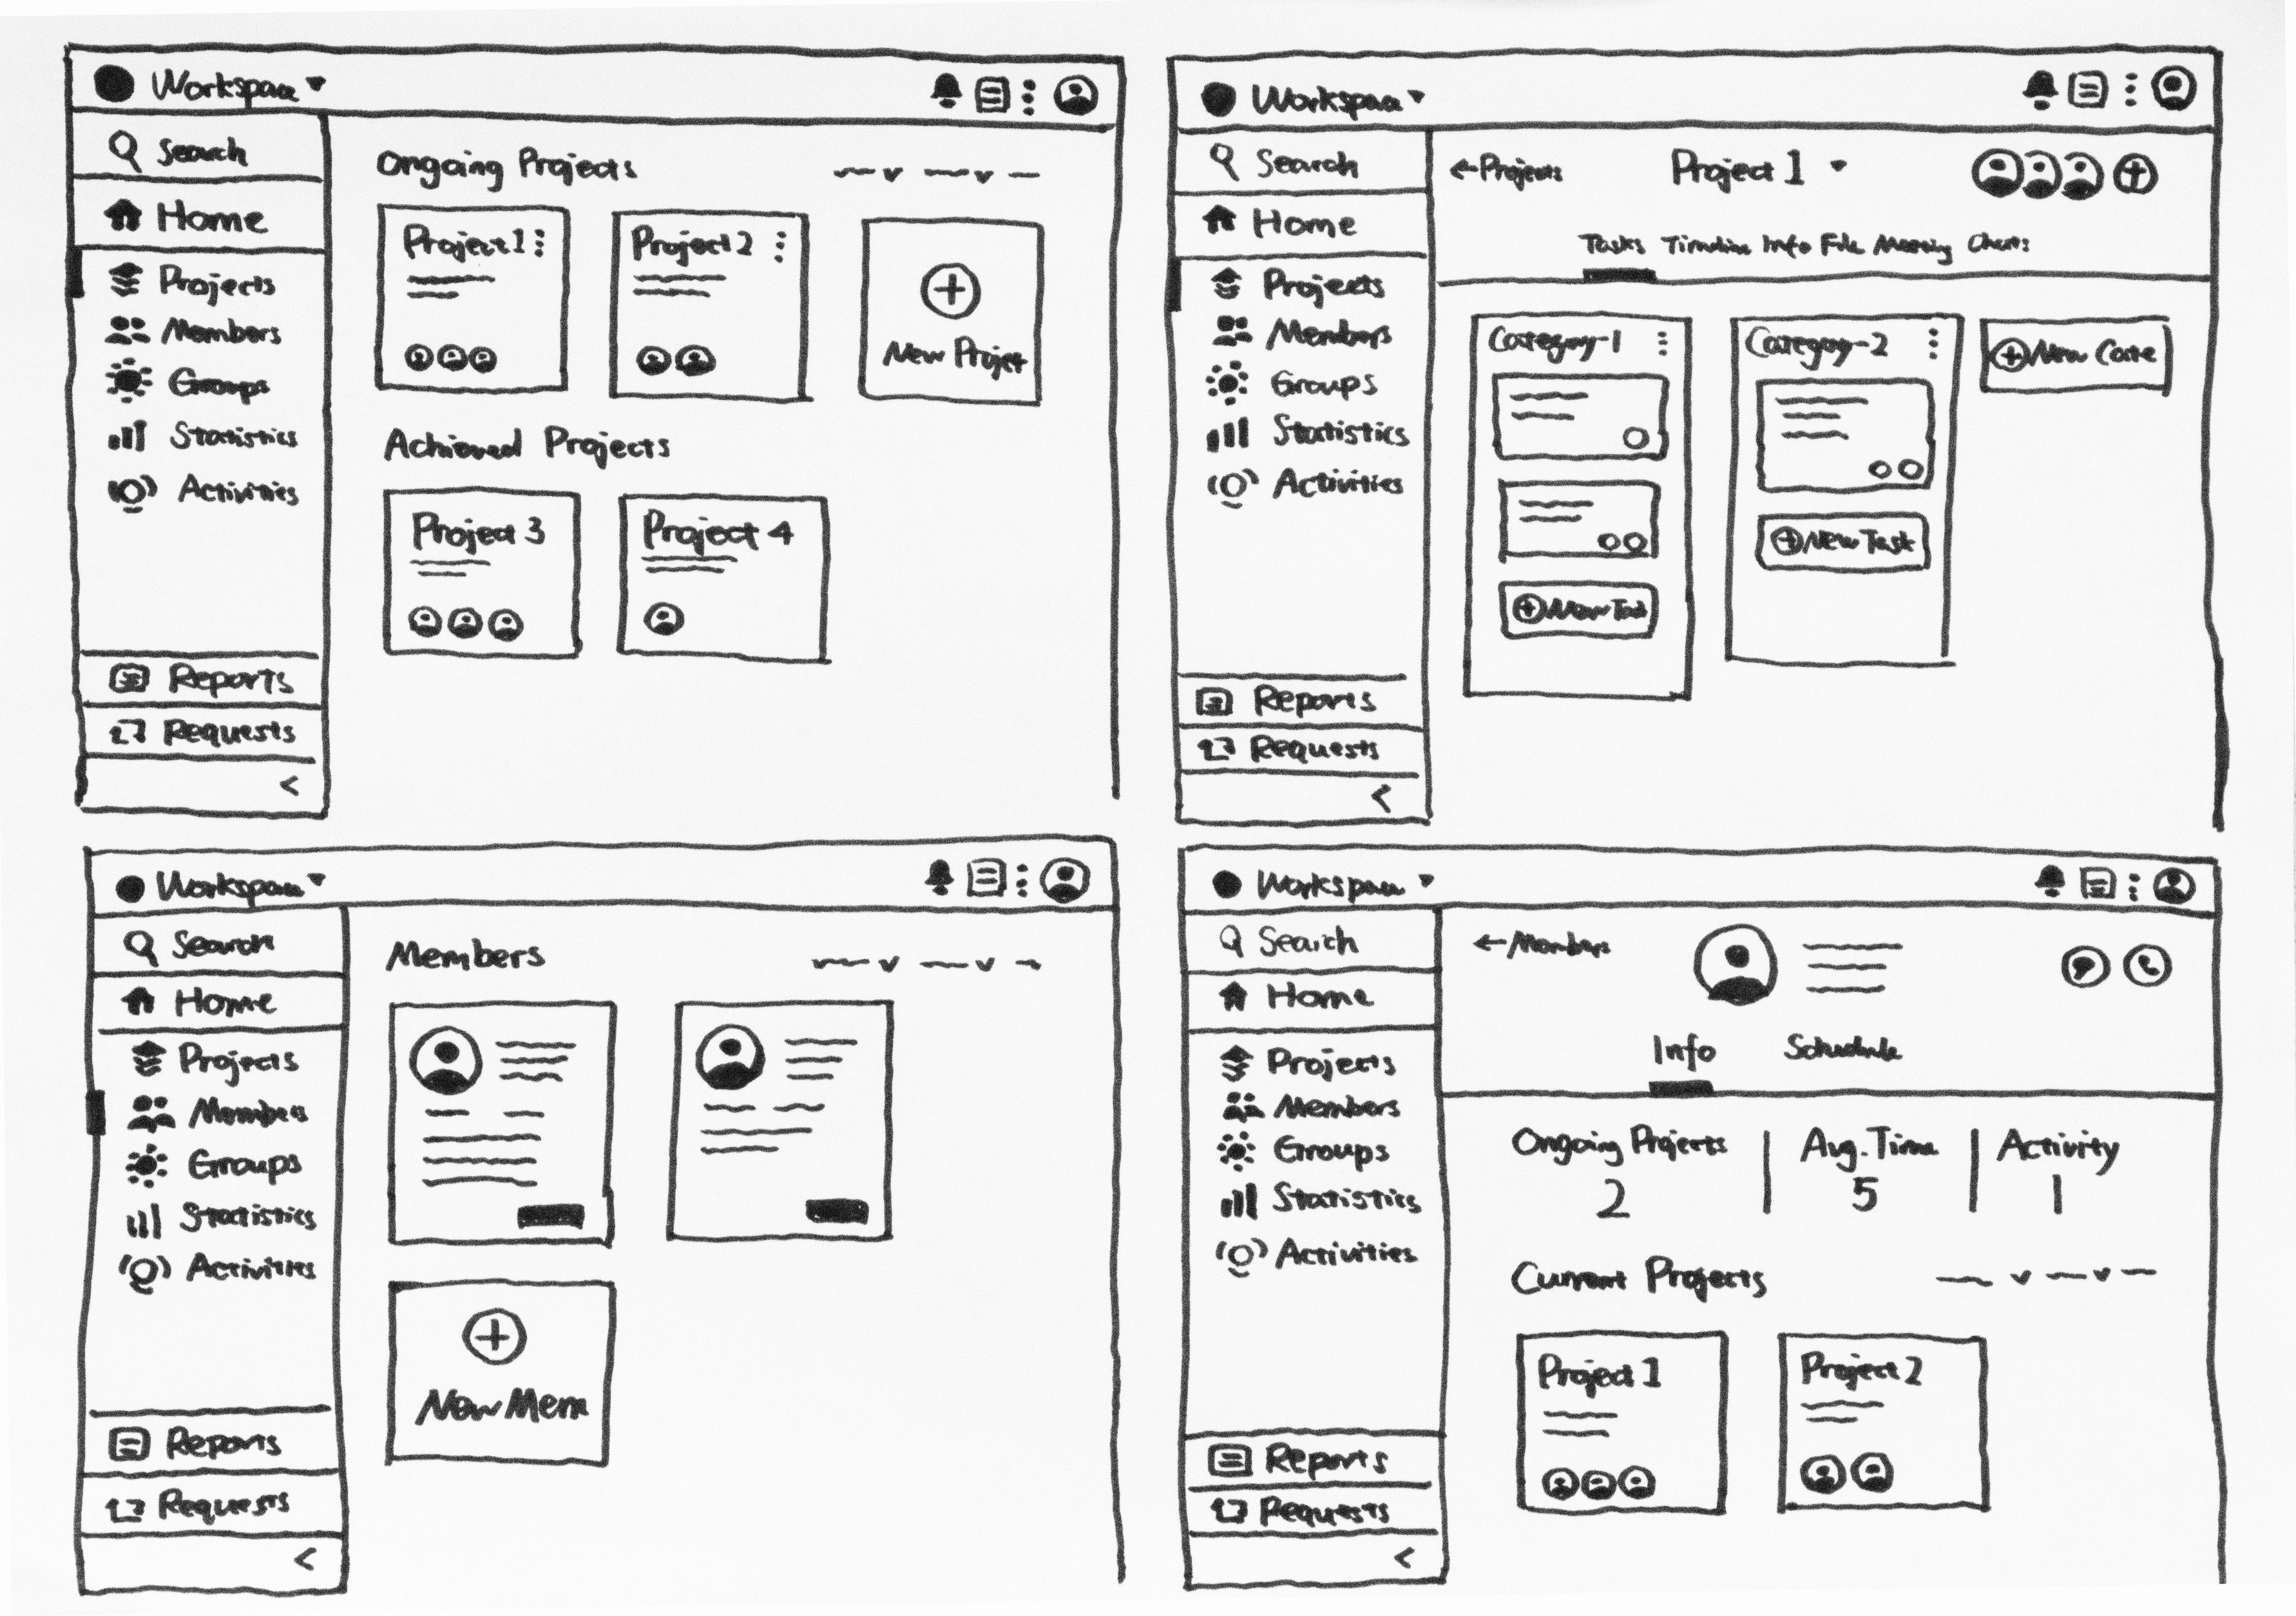 Workspace
Search
Home
Projects
Members
Groups
Statistics
Activities
Reports
Requests
Ongoing Projects
Project 1
Project 2
New Project
Achieved Projects
Project 3
Project 4
Workspace
Search
Home
Projects
Members
Groups
Statistics
Activities
Reports
Requests
←Projects
Project 1
Tasks Timeline Info File Meeting Charts
Category-1
New Task
Category-2
New Task
New Cate
Workspace
Search
Home
Projects
Members
Groups
Statistics
Activities
Reports
Requests
Members
New Mem
Workspace
Search
Home
Projects
Members
Groups
Statistics
Activities
Reports
Requests
←Members
Info Schedule
Ongoing Projects
2
Avg. Time
5
Activity
1
Current Projects
Project 1
Project 2